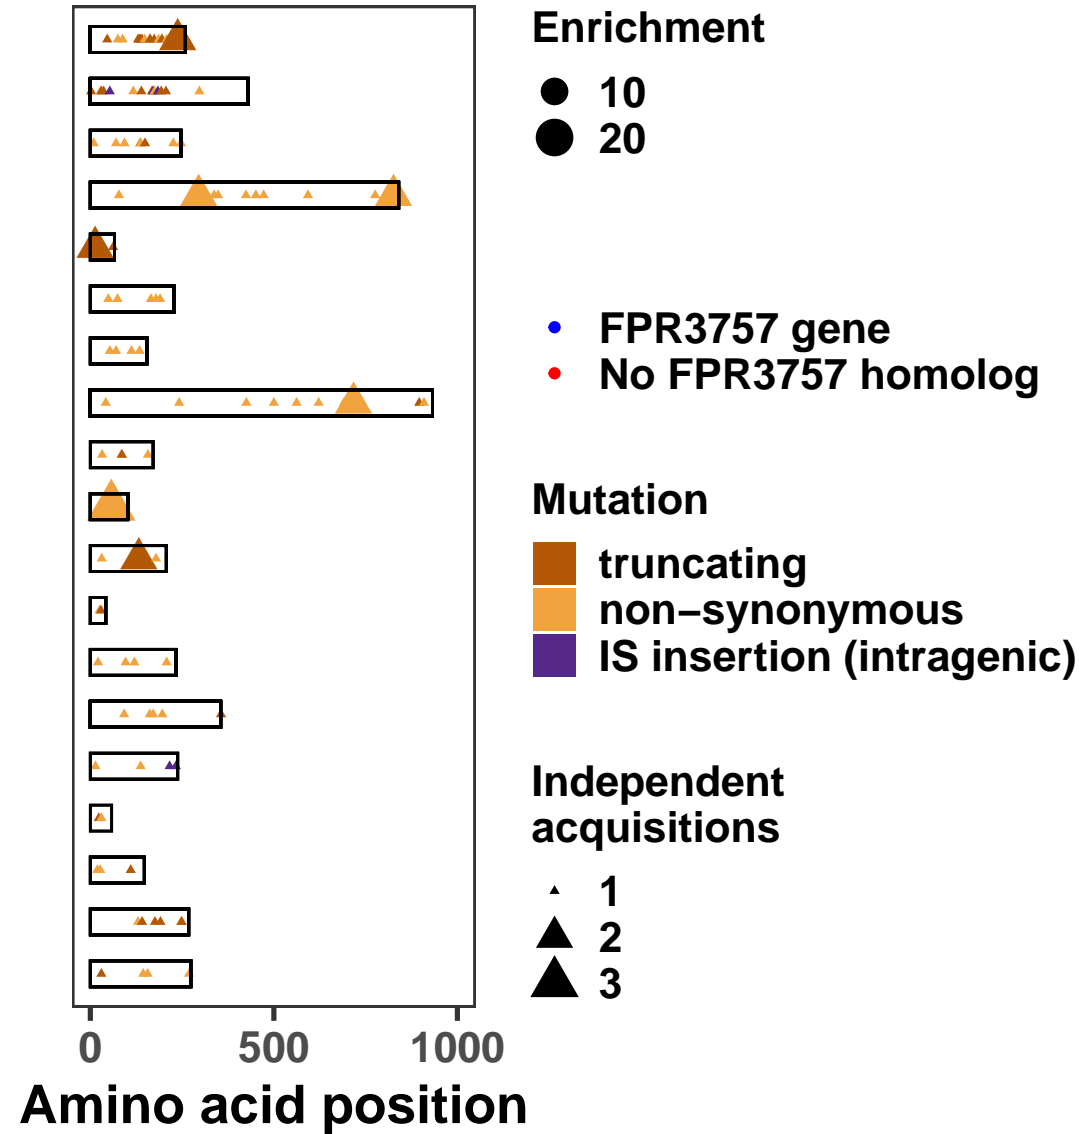 Enrichment
10
20
FPR3757 gene
No FPR3757 homolog
Mutation
truncating
non−synonymous
IS insertion (intragenic)
Independent
acquisitions
1
2
3
0 500 1000
Amino acid position